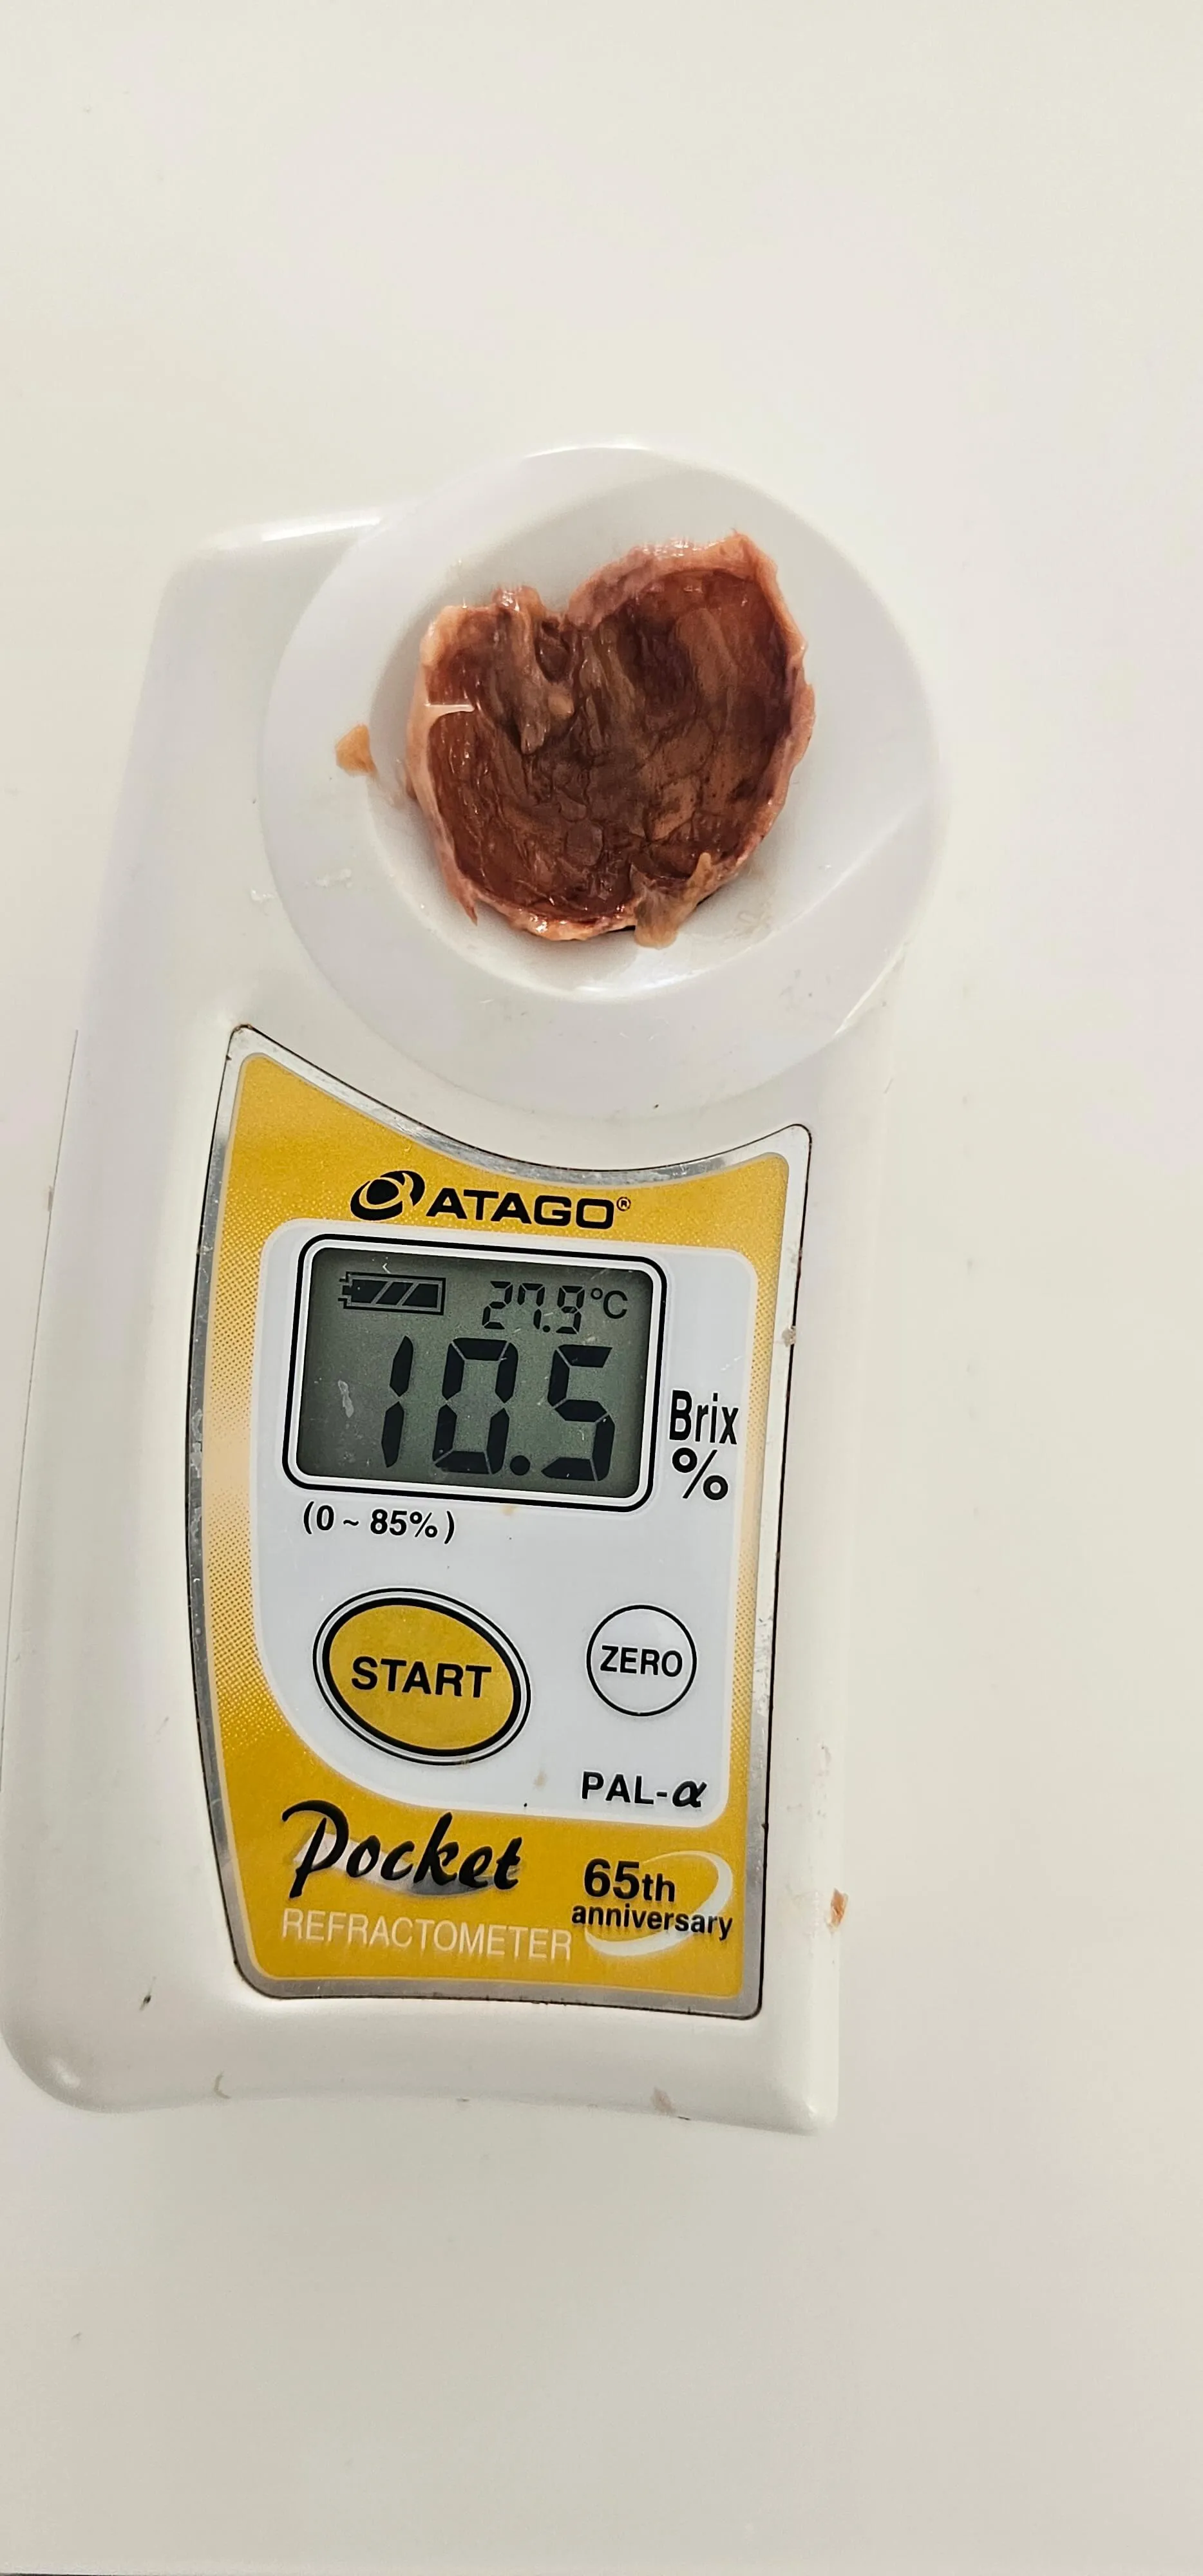 ATAGO®
27.9°C
10.5
Brix
%
(0 ~ 85%)
START
ZERO
PAL-α
Pocket
REFRACTOMETER
65th
anniversary